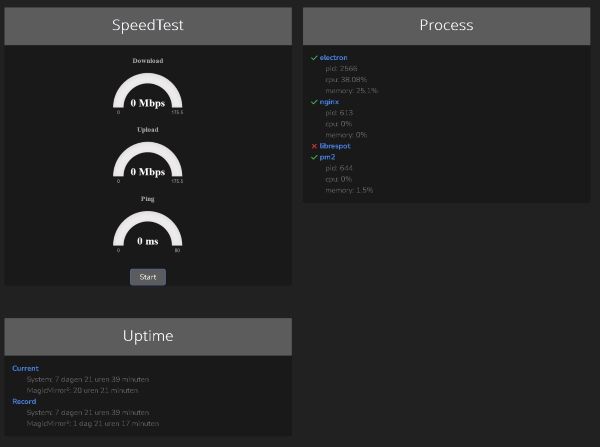 SpeedTest
Download
0 Mbps
0 175.5
Upload
0 Mbps
0 175.5
Ping
0 ms
0 80
Start
Process
electron
pid: 2566
cpu: 38.08%
memory: 25.1%
nginx
pid: 613
cpu: 0%
memory: 0%
librespot
pm2
pid: 644
cpu: 0%
memory: 1.5%
Uptime
Current
System: 7 dagen 21 uren 39 minuten
MagicMirror²: 20 uren 21 minuten
Record
System: 7 dagen 21 uren 39 minuten
MagicMirror²: 1 dag 21 uren 17 minuten